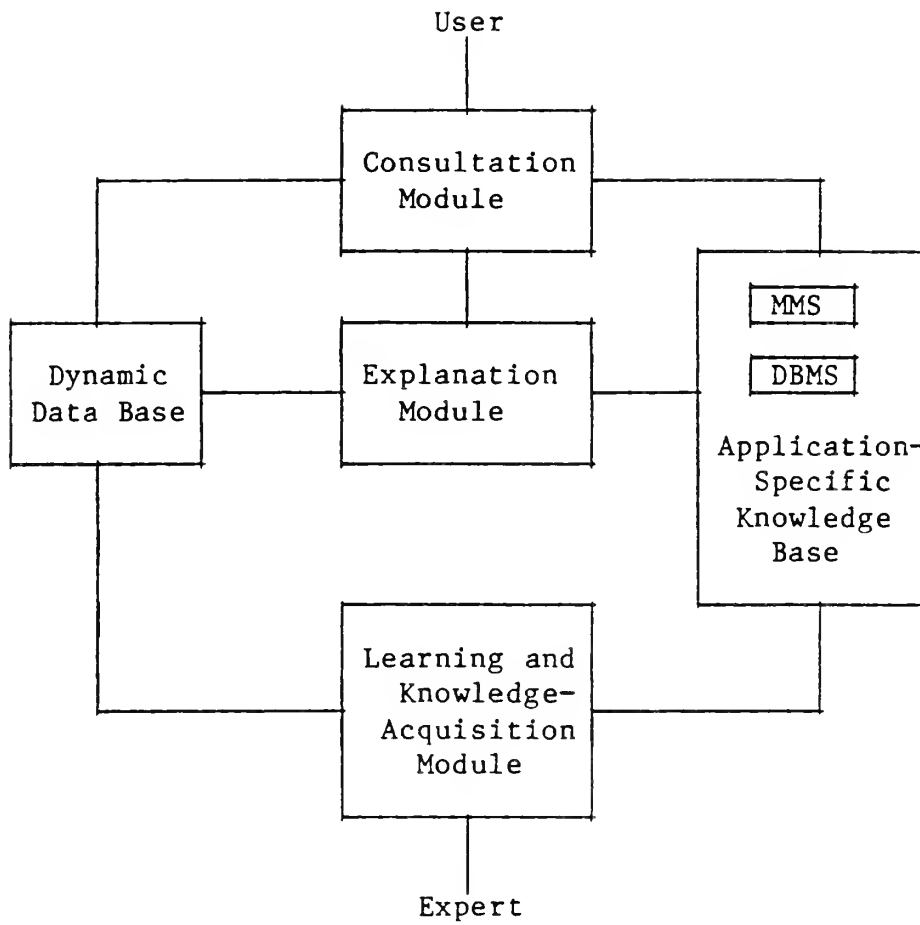 User
Consultation
Module
MMS
DBMS
Dynamic
Data Base
Explanation
Module
Application-
Specific
Knowledge
Base
Learning and
Knowledge-
Acquisition
Module
Expert